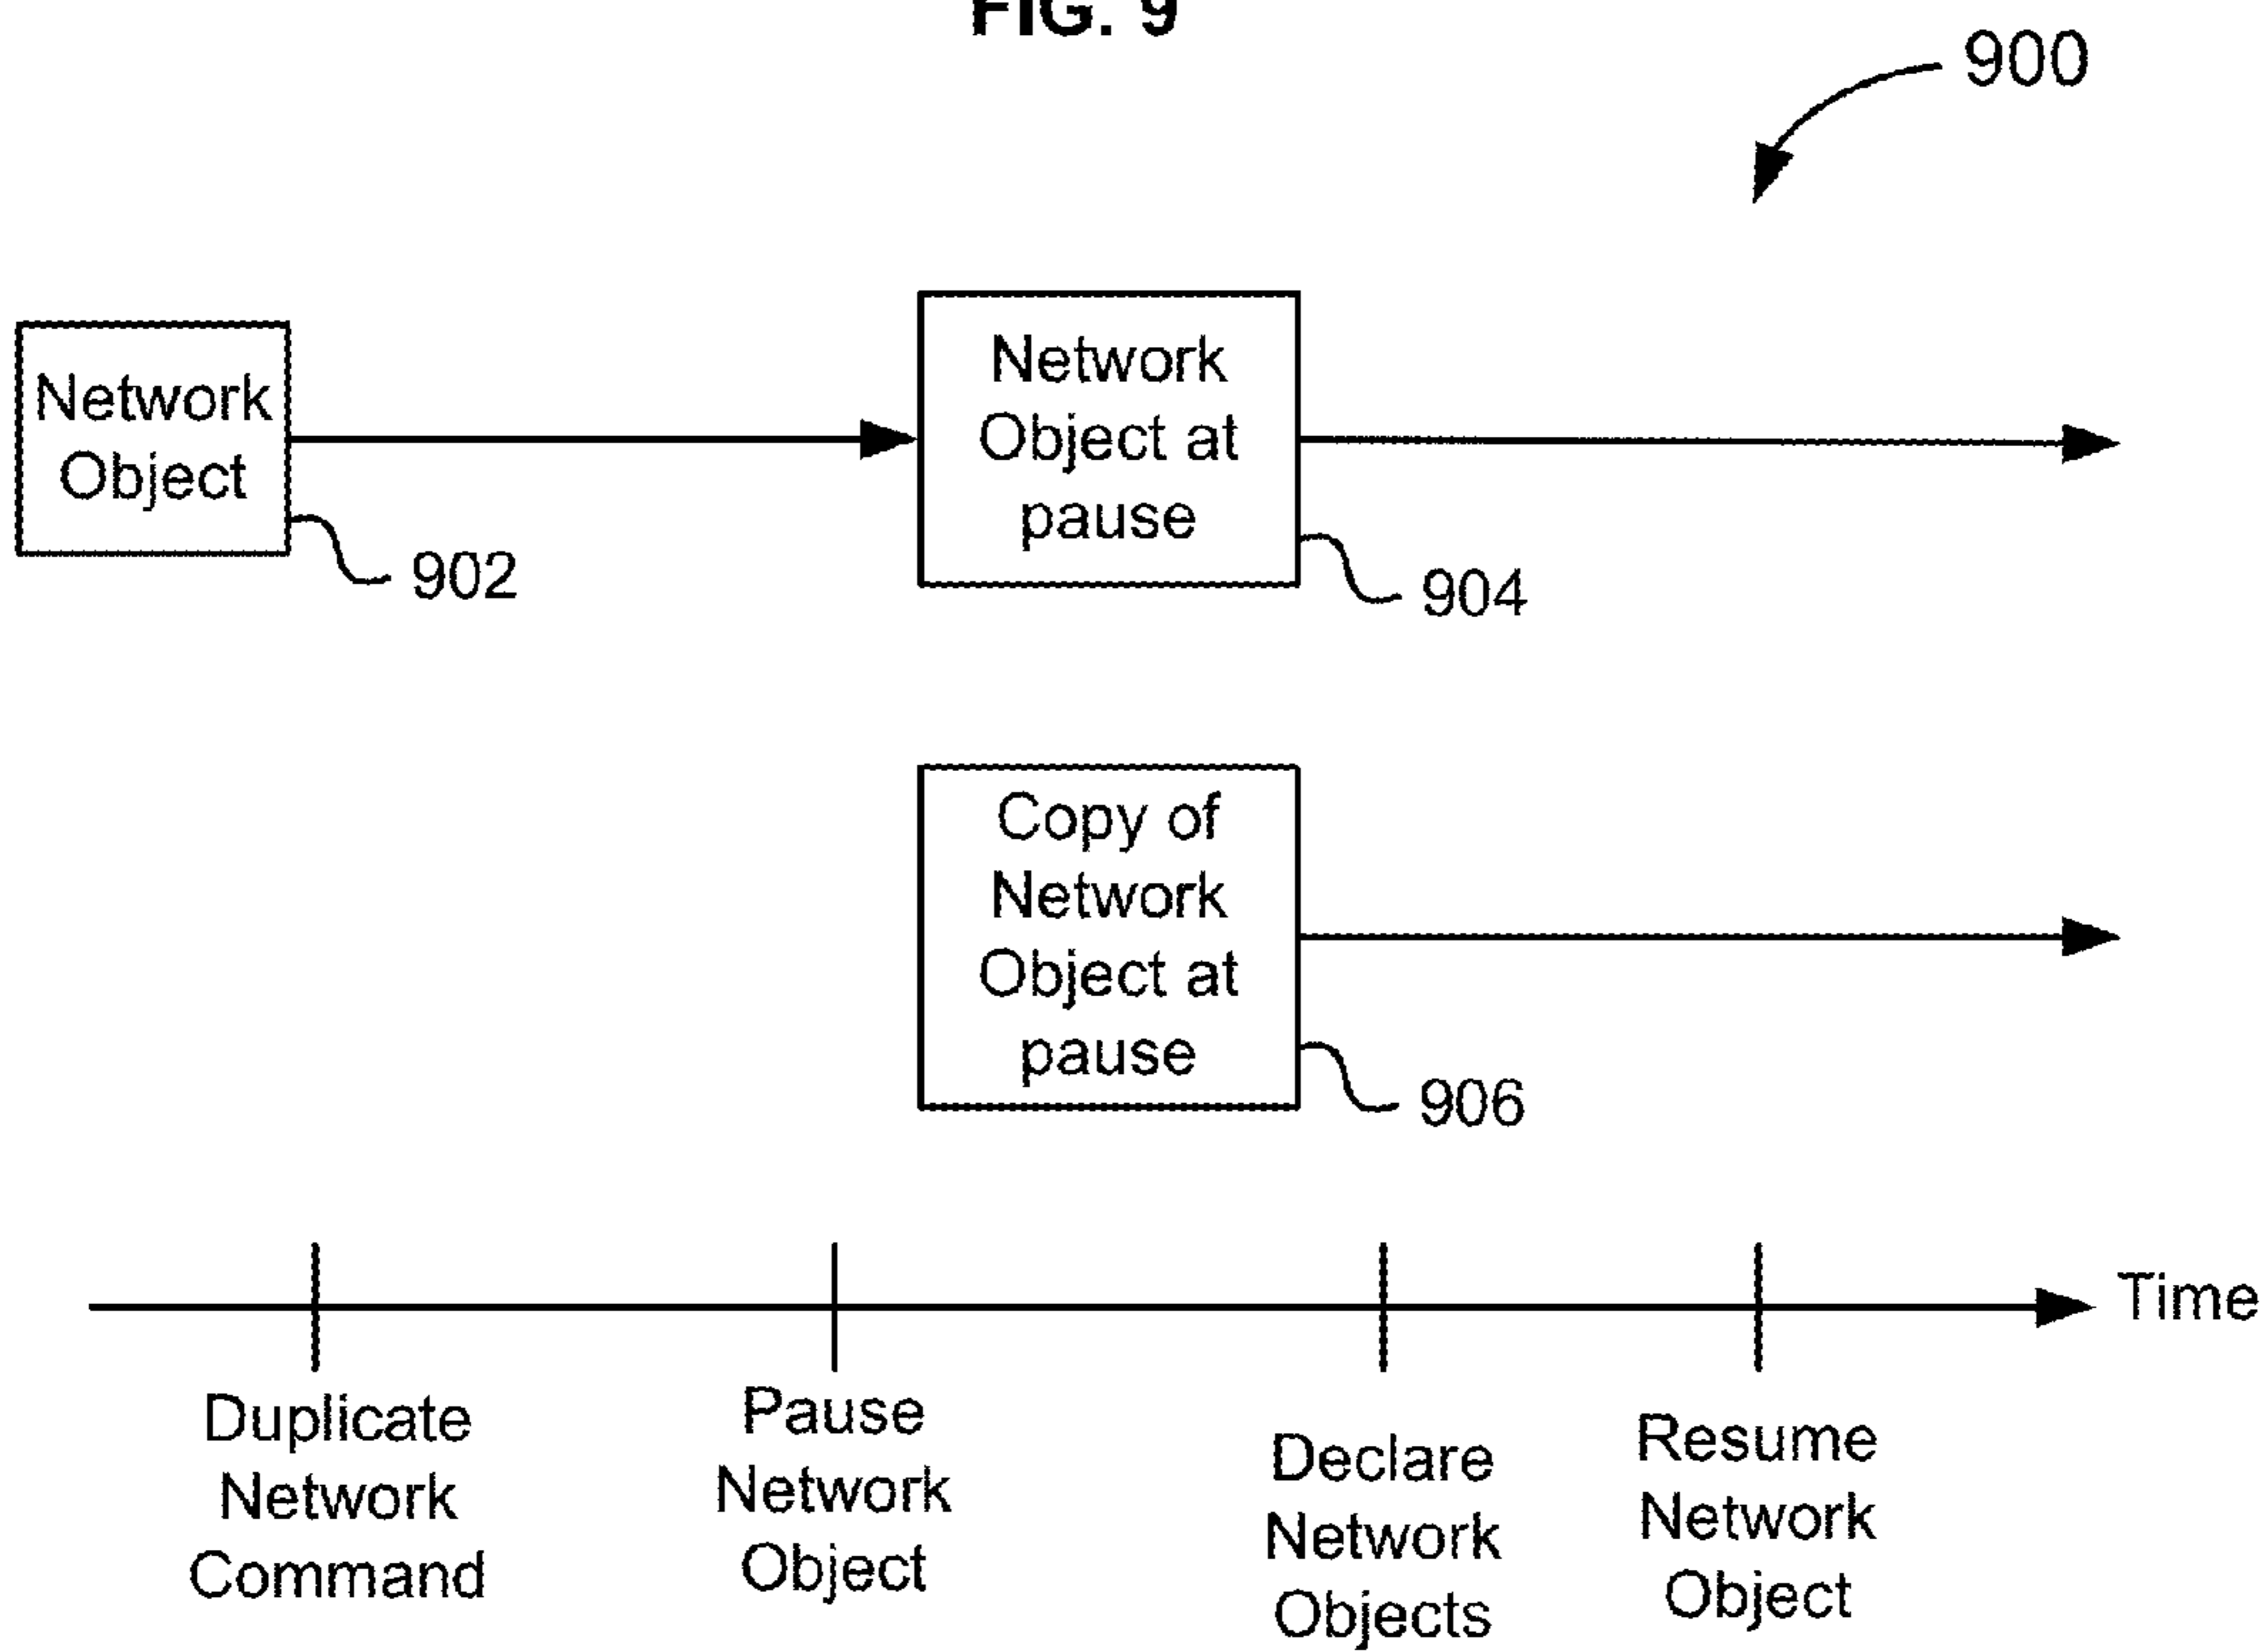 FIG. 9
900
Network
Object
902
Network
Object at
pause
904
Copy of
Network
Object at
pause
906
Time
Duplicate
Network
Command
Pause
Network
Object
Declare
Network
Objects
Resume
Network
Object